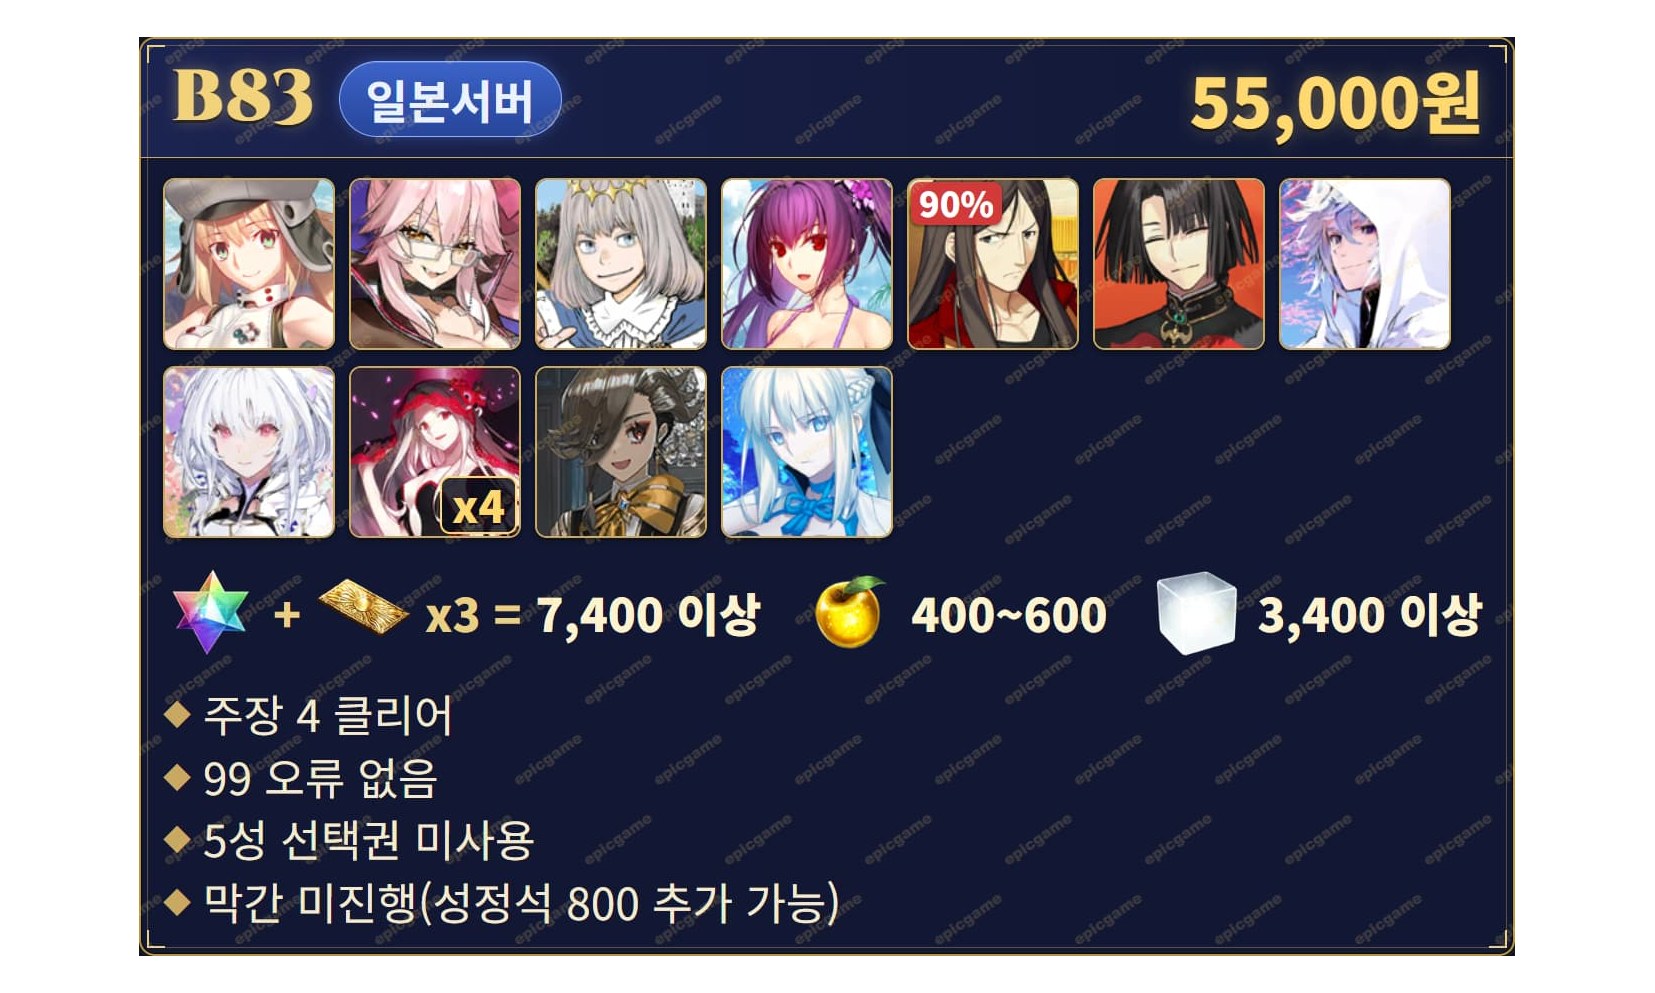 B83 일본서버 55,000원
90%
x4
+ x3 = 7,400 이상 400~600 3,400 이상
주장 4 클리어
99 오류 없음
5성 선택권 미사용
막간 미진행(성정석 800 추가 가능)
epicgame